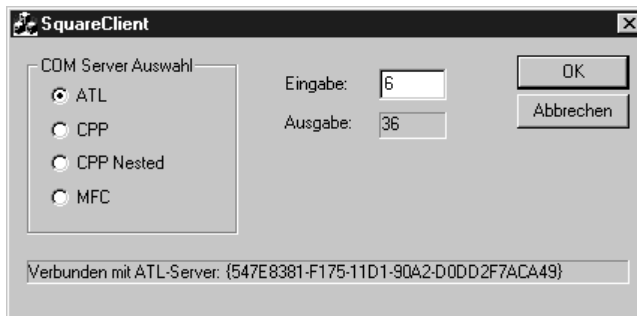 SquareClient
COM Server Auswahl
ATL
CPP
CPP Nested
MFC
Eingabe: 6
Ausgabe: 36
OK
Abbrechen
Verbunden mit ATL-Server: {547E8381-F175-11D1-90A2-D0DD2F7ACA49}